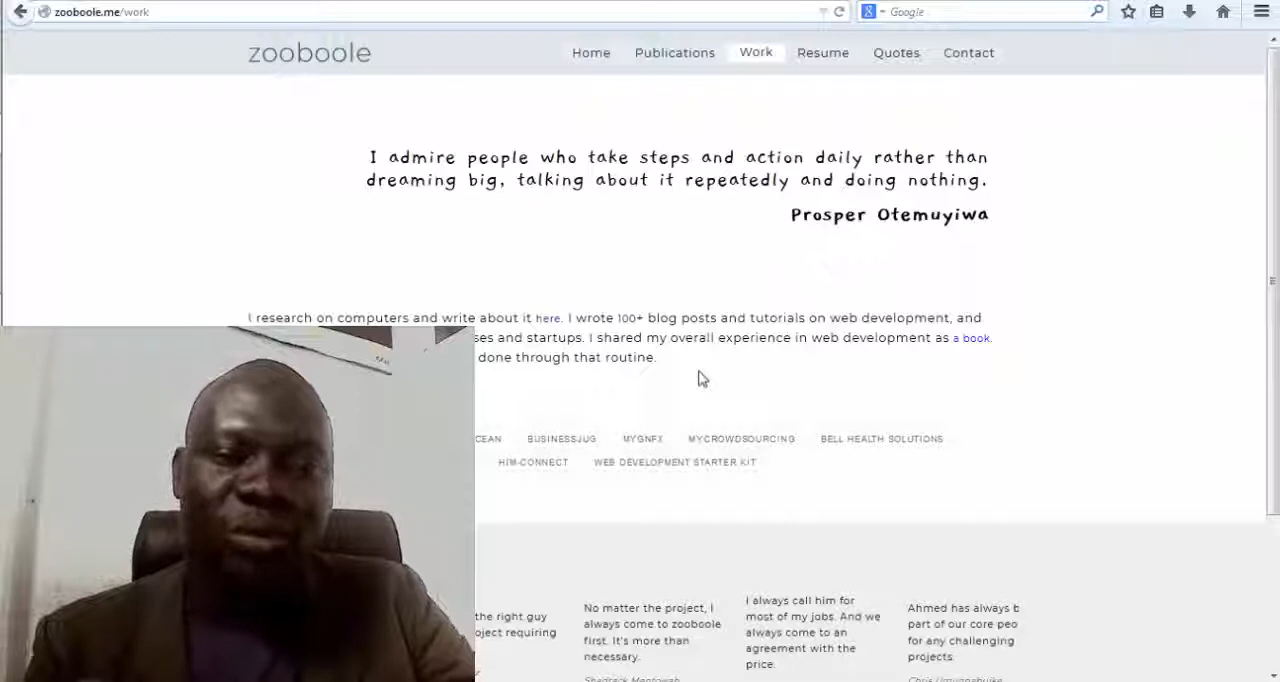 zooboole.me/work
Google
zooboole
Home Publications Work Resume Quotes Contact
I admire people who take steps and action daily rather than
dreaming big, talking about it repeatedly and doing nothing.
Prosper Otemuyiwa
I research on computers and write about it here. I wrote 100+ blog posts and tutorials on web development, and
ses and startups. I shared my overall experience in web development as a book.
done through that routine.
CEAN BUSINESSJUG MYGNFX MYCROWDSOURCING BELL HEALTH SOLUTIONS
HIM-CONNECT WEB DEVELOPMENT STARTER KIT
the right guy
oject requiring
No matter the project, I
always come to zooboole
first. It's more than
necessary.
I always call him for
most of my jobs. And we
always come to an
agreement with the
price.
Ahmed has always b
part of our core peo
for any challenging
projects.